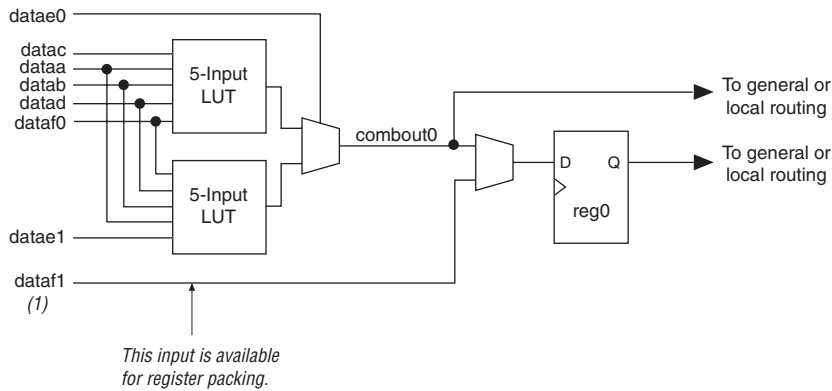 datae0
datac
dataa
datab
datad
dataf0
5-Input
LUT
combout0
To general or
local routing
D Q
reg0
To general or
local routing
5-Input
LUT
datae1
dataf1
(1)
This input is available
for register packing.